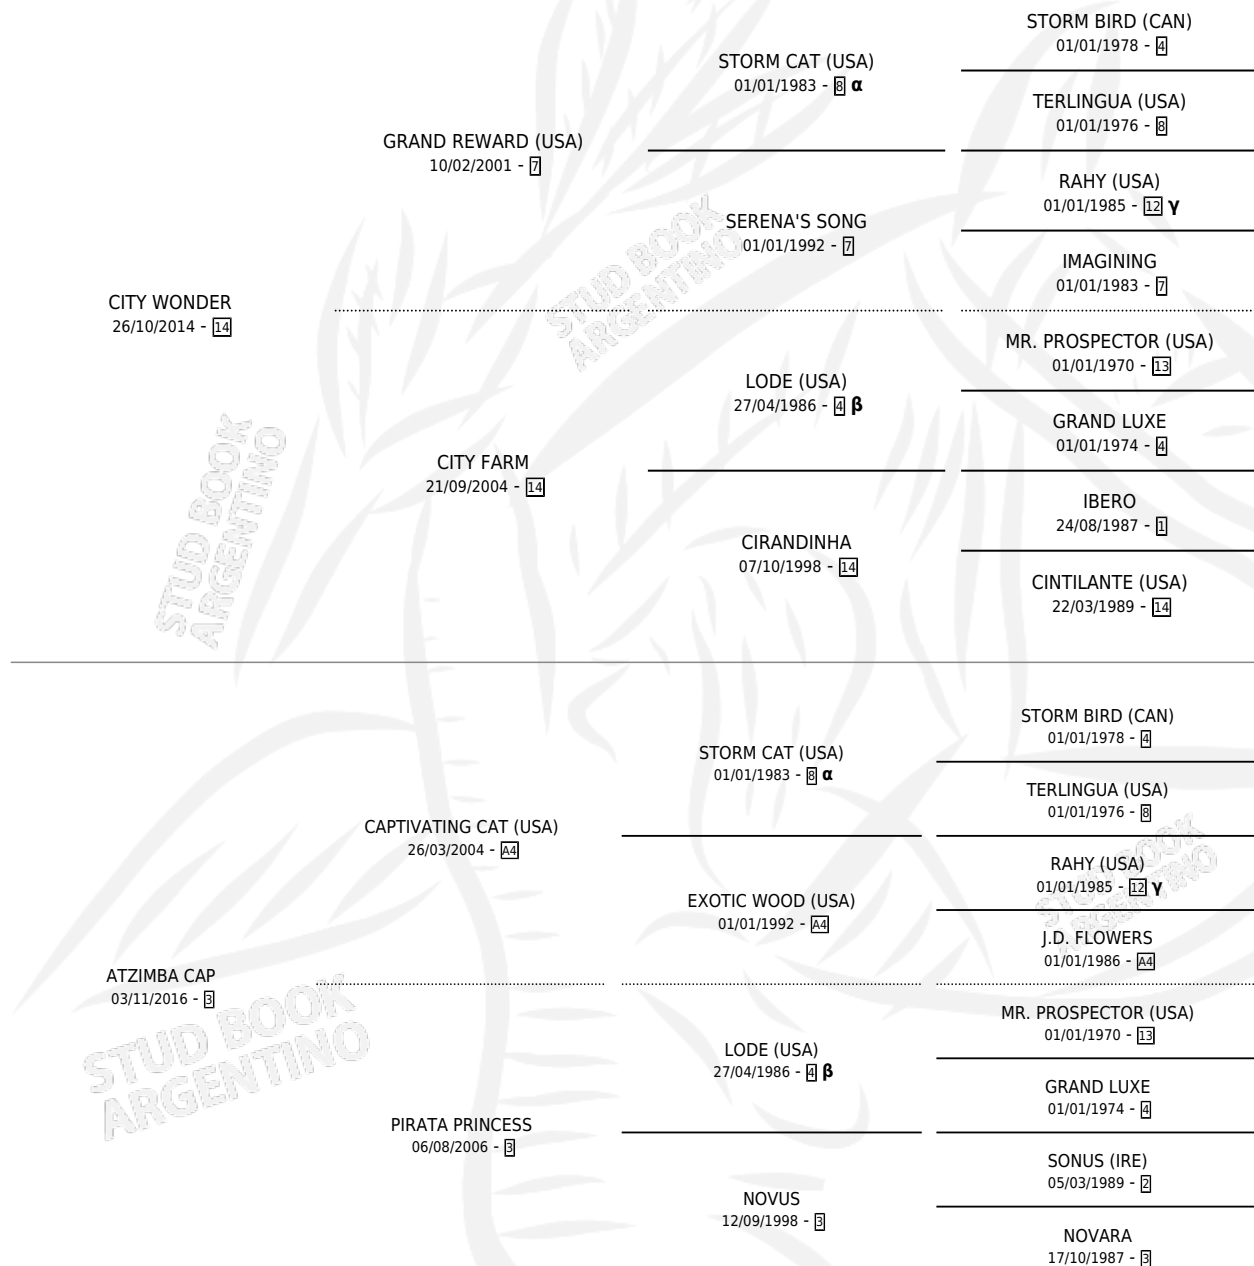 STORM BIRD (CAN)
01/01/1978 - 4
STORM CAT (USA)
01/01/1983 - 8 α
TERLINGUA (USA)
01/01/1976 - 8
GRAND REWARD (USA)
10/02/2001 - 7
RAHY (USA)
01/01/1985 - 12 γ
SERENA'S SONG
01/01/1992 - 7
IMAGINING
01/01/1983 - 7
CITY WONDER
26/10/2014 - 14
MR. PROSPECTOR (USA)
01/01/1970 - 13
LODE (USA)
27/04/1986 - 4 β
GRAND LUXE
01/01/1974 - 4
CITY FARM
21/09/2004 - 14
IBERO
24/08/1987 - 1
CIRANDINHA
07/10/1998 - 14
CINTILANTE (USA)
22/03/1989 - 14
STORM BIRD (CAN)
01/01/1978 - 4
STORM CAT (USA)
01/01/1983 - 8 α
TERLINGUA (USA)
01/01/1976 - 8
CAPTIVATING CAT (USA)
26/03/2004 - A4
RAHY (USA)
01/01/1985 - 12 γ
EXOTIC WOOD (USA)
01/01/1992 - A4
J.D. FLOWERS
01/01/1986 - A4
ATZIMBA CAP
03/11/2016 - 3
MR. PROSPECTOR (USA)
01/01/1970 - 13
LODE (USA)
27/04/1986 - 4 β
GRAND LUXE
01/01/1974 - 4
PIRATA PRINCESS
06/08/2006 - 3
SONUS (IRE)
05/03/1989 - 2
NOVUS
12/09/1998 - 3
NOVARA
17/10/1987 - 3
STUD BOOK
ARGENTINO
STUD BOOK
ARGENTINO
STUD BOOK
ARGENTINO
STUD BOOK
ARGENTINO